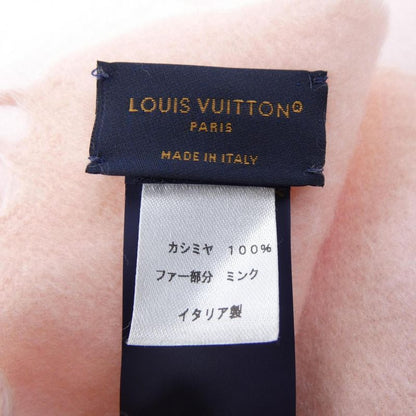 LOUIS VUITTON®
PARIS
MADE IN ITALY
カシミヤ 100%
ファー部分 ミンク
イタリア製